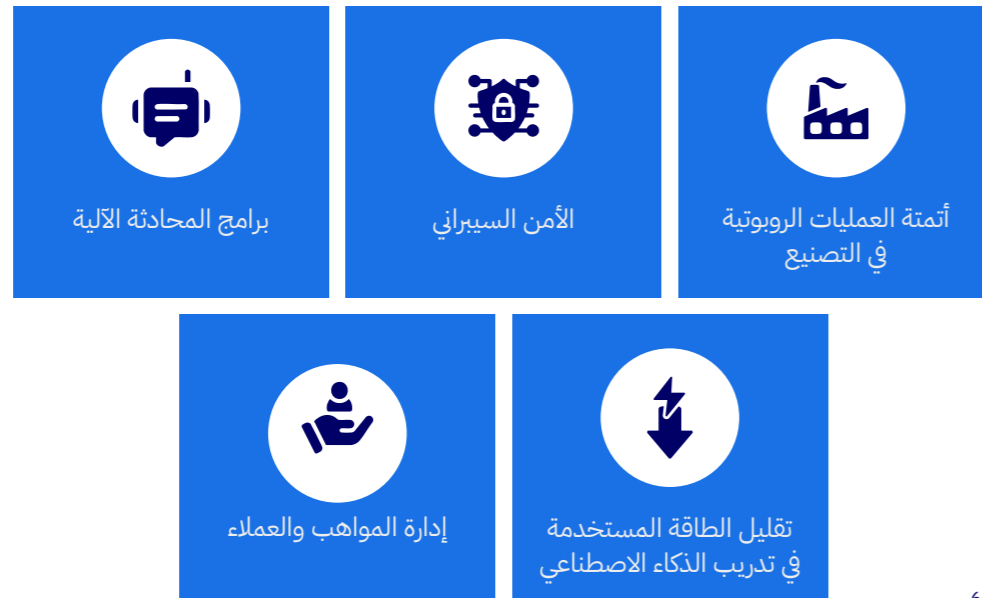 أتمتة العمليات الروبوتية
في التصنيع
الأمن السيبراني
برامج المحادثة الآلية
تقليل الطاقة المستخدمة
في تدريب الذكاء الاصطناعي
إدارة المواهب والعملاء